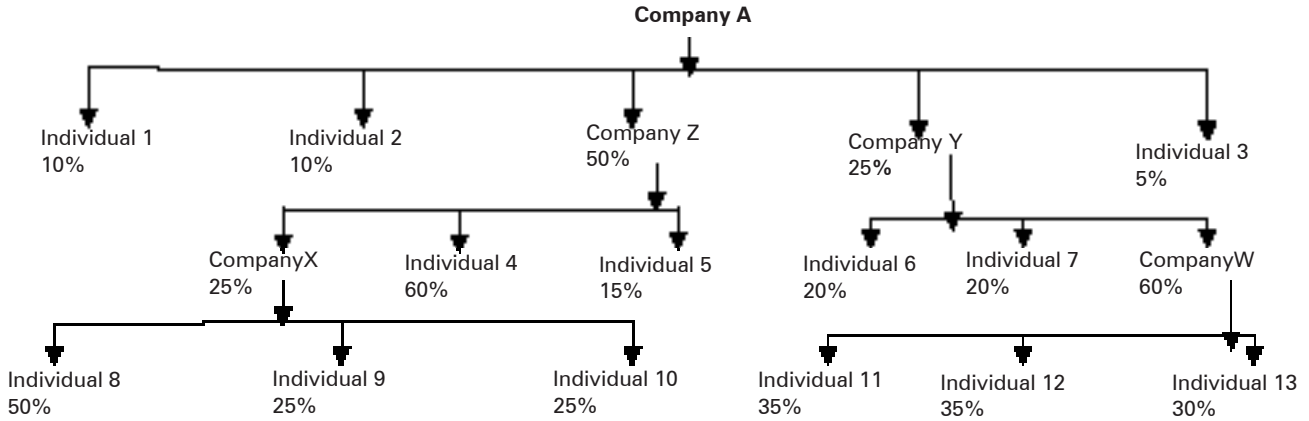 Company A
Individual 1
10%
Individual 2
10%
Company Z
50%
Company Y
25%
Individual 3
5%
CompanyX
25%
Individual 4
60%
Individual 5
15%
Individual 6
20%
Individual 7
20%
CompanyW
60%
Individual 8
50%
Individual 9
25%
Individual 10
25%
Individual 11
35%
Individual 12
35%
Individual 13
30%